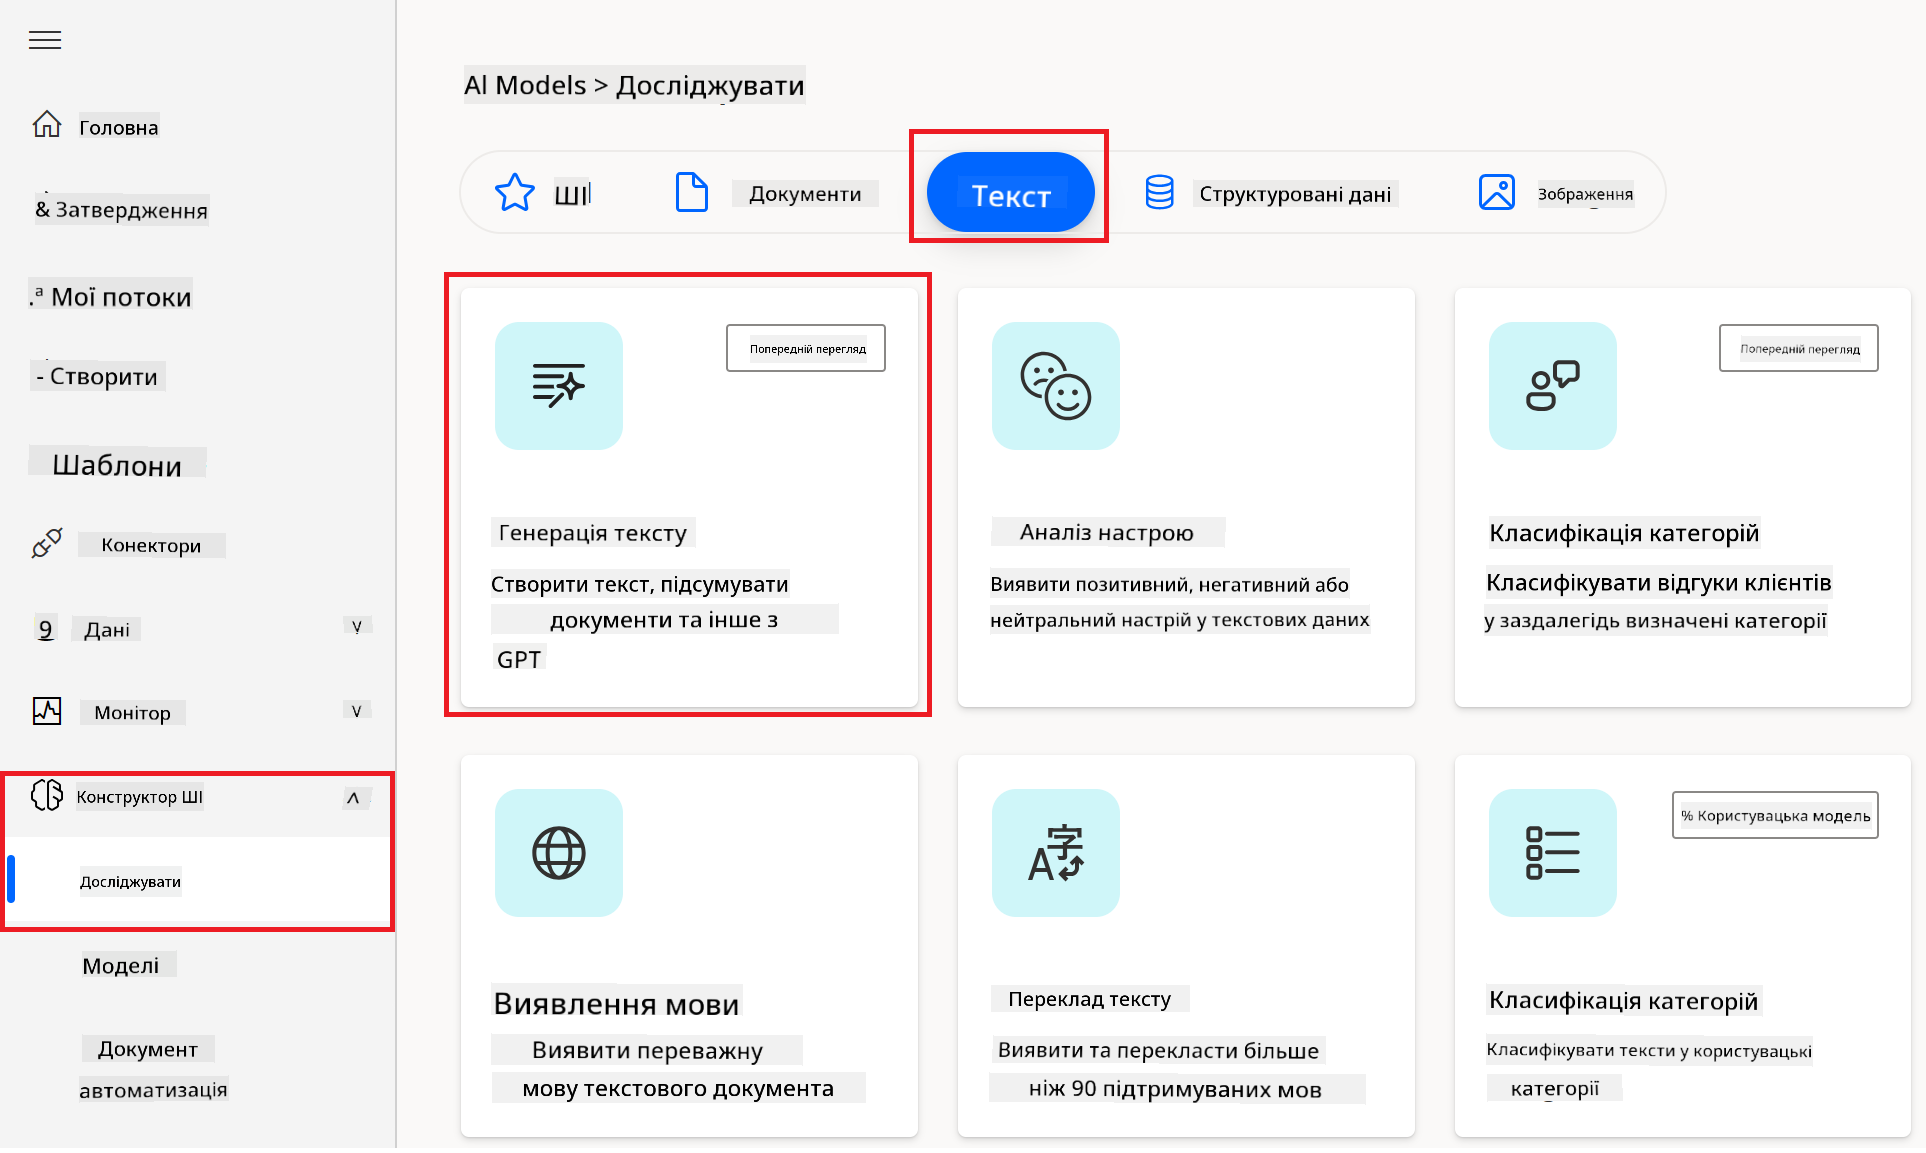 Головна
& Затвердження
.ª Мої потоки
- Створити
Шаблони
Конектори
9 Дані
Монітор
Конструктор ШІ
Досліджувати
Моделі
Документ
автоматизація
AI Models > Досліджувати
ШІ
Документи
Текст
Структуровані дані
Зображення
Попередній перегляд
Генерація тексту
Створити текст, підсумувати
документи та інше з
GPT
Аналіз настрою
Виявити позитивний, негативний або
нейтральний настрій у текстових даних
Попередній перегляд
Класифікація категорій
Класифікувати відгуки клієнтів
у заздалегідь визначені категорії
Виявлення мови
Виявити переважну
мову текстового документа
字
A
Переклад тексту
Виявити та перекласти більше
ніж 90 підтримуваних мов
% Користувацька модель
Класифікація категорій
Класифікувати тексти у користувацькі
категорії